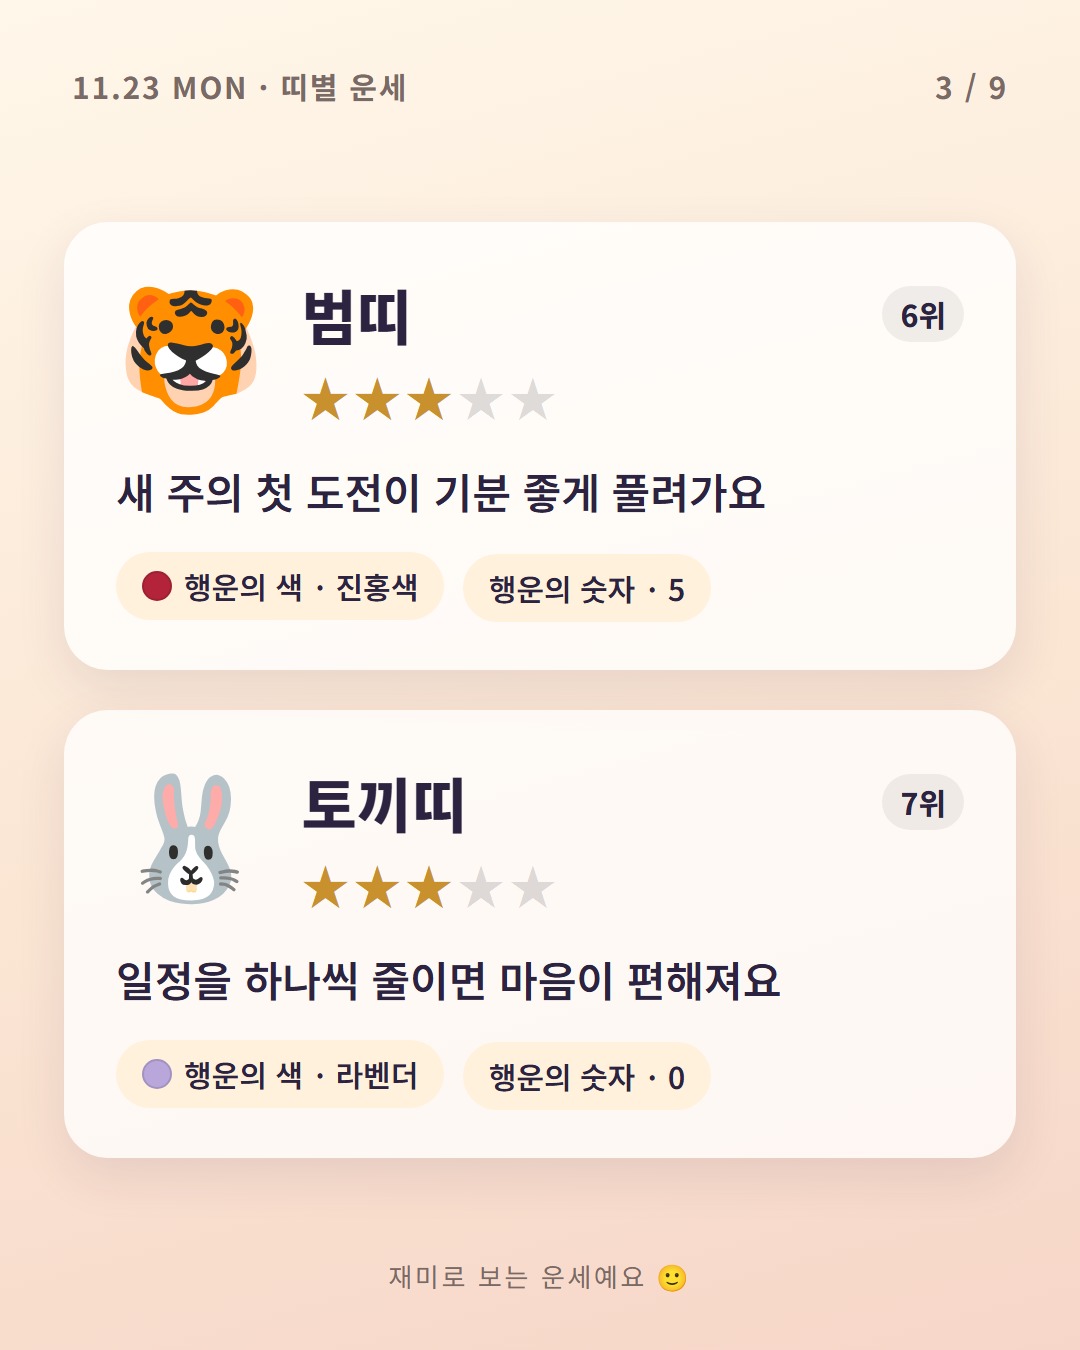 11.23 MON · 띠별 운세
3 / 9
범띠
6위
새 주의 첫 도전이 기분 좋게 풀려가요
행운의 색 · 진홍색
행운의 숫자 · 5
토끼띠
7위
일정을 하나씩 줄이면 마음이 편해져요
행운의 색 · 라벤더
행운의 숫자 · 0
재미로 보는 운세예요 🙂